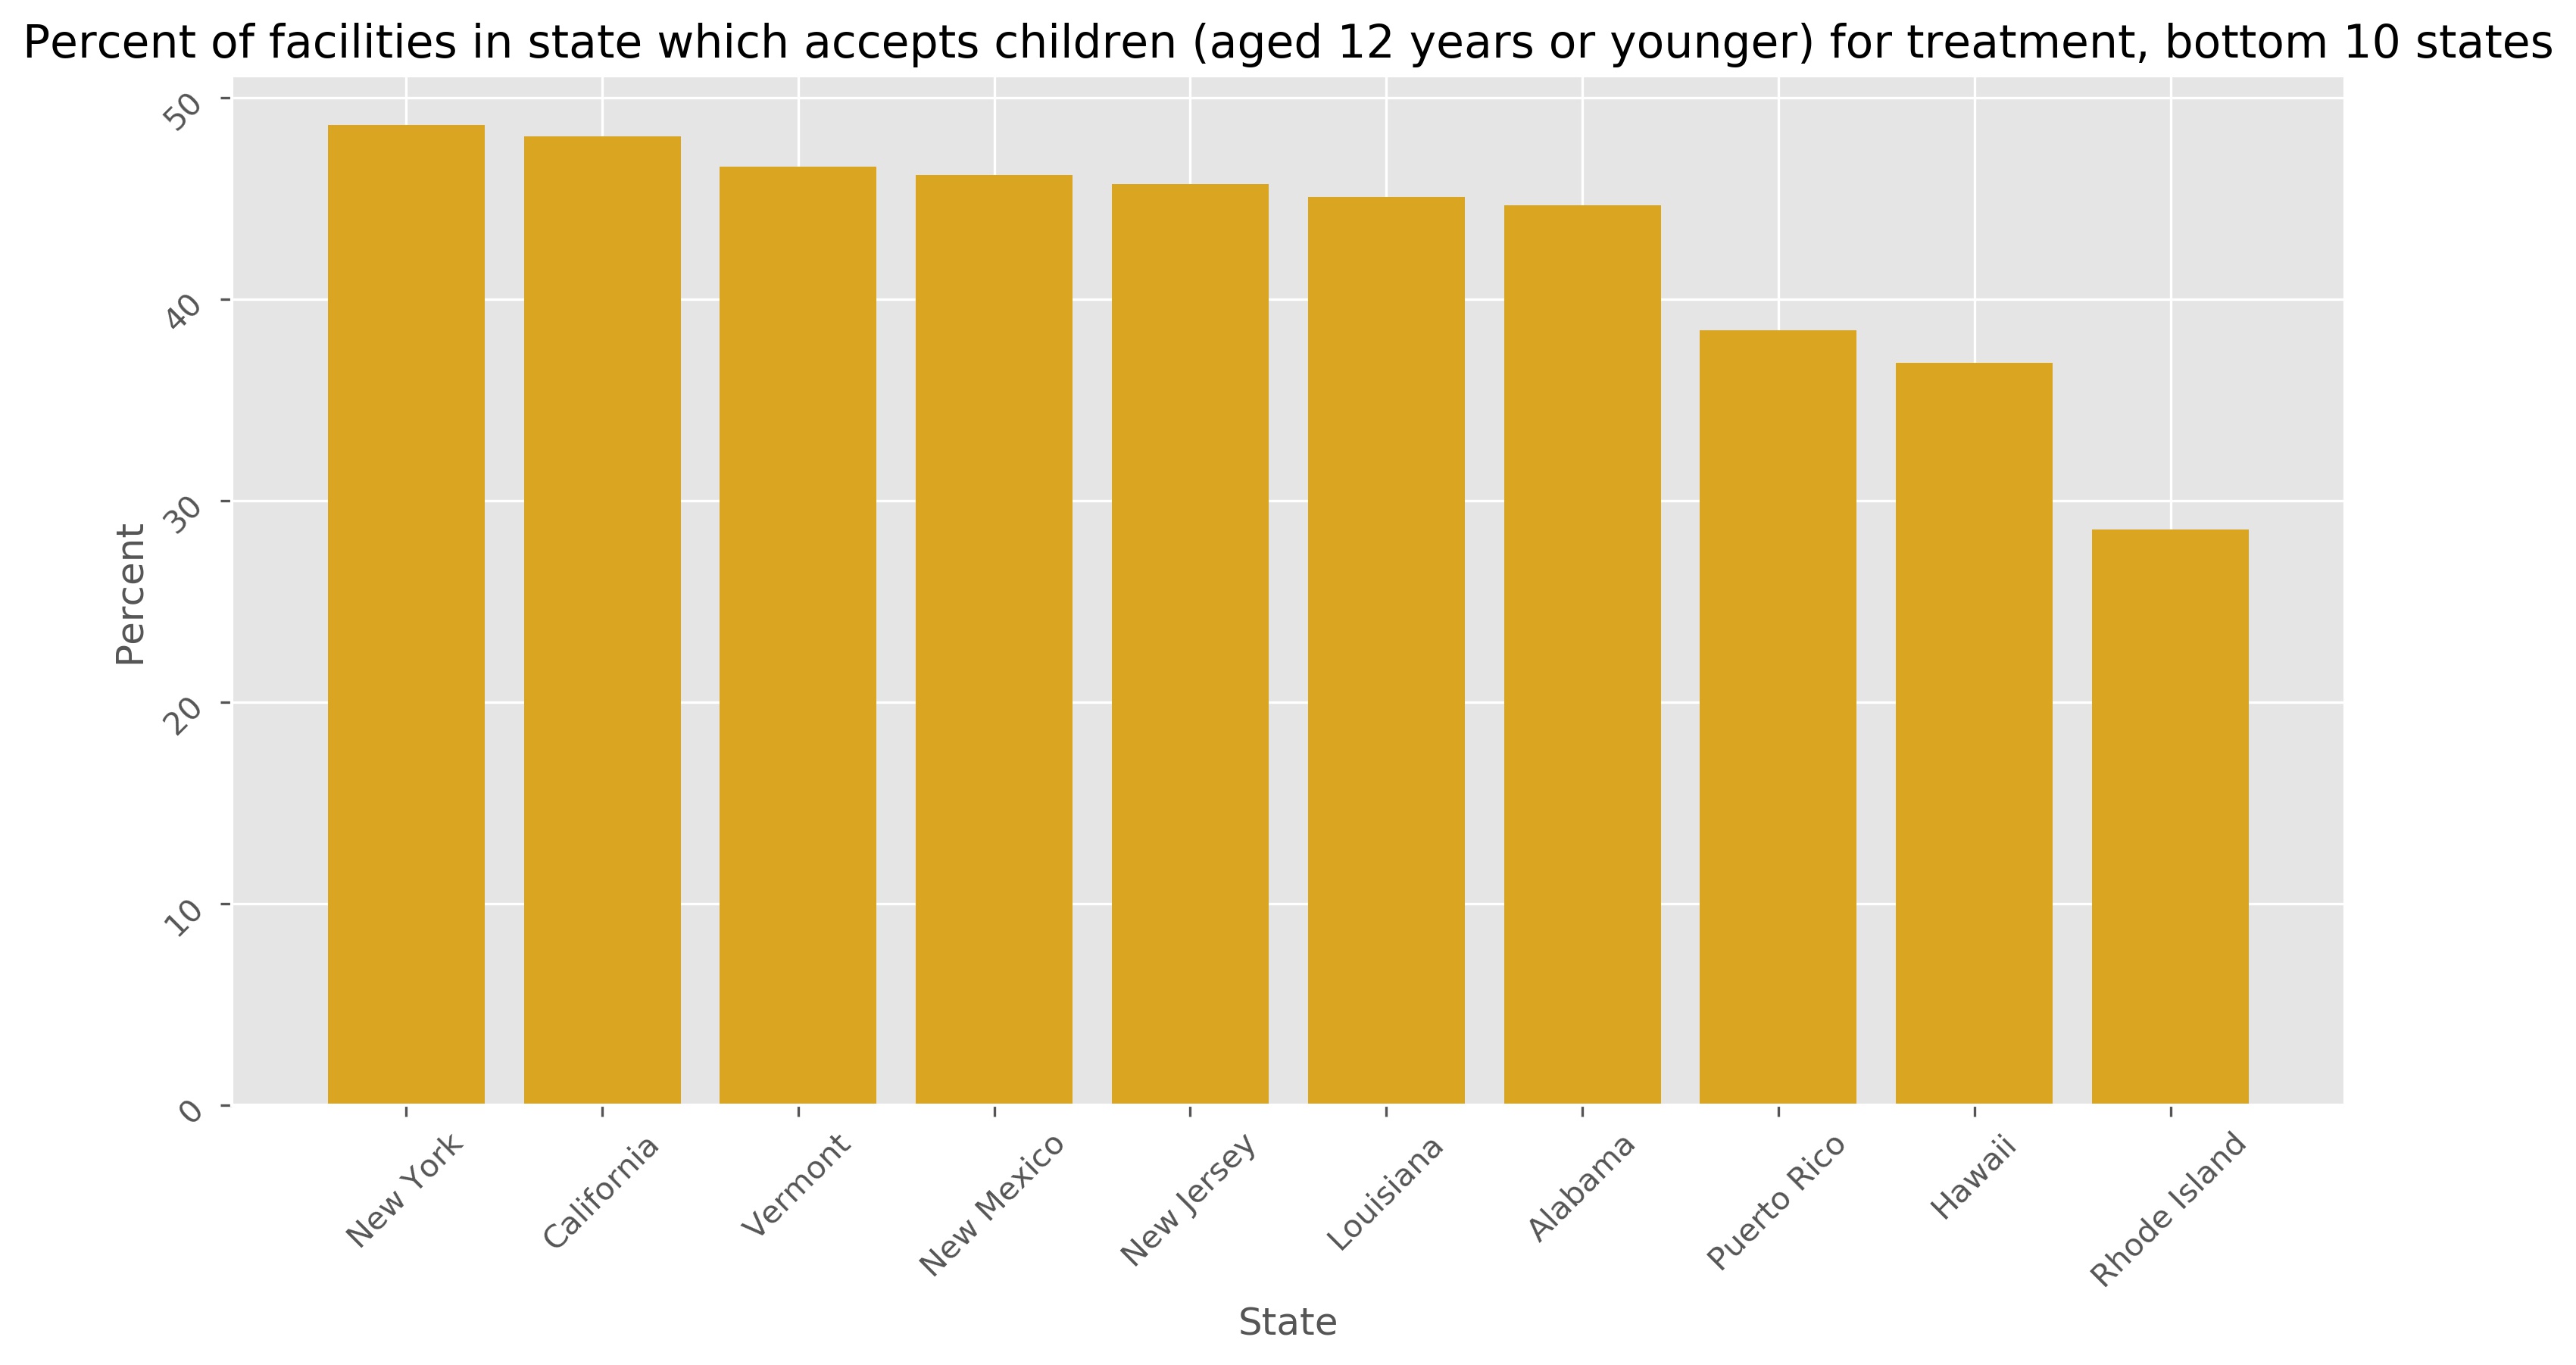 Percent of facilities in state which accepts children (aged 12 years or younger) for treatment, bottom 10 states
50
40
30
20
10
0
Percent
New York
California
Vermont
New Mexico
New Jersey
Louisiana
Alabama
Puerto Rico
Hawaii
Rhode Island
State